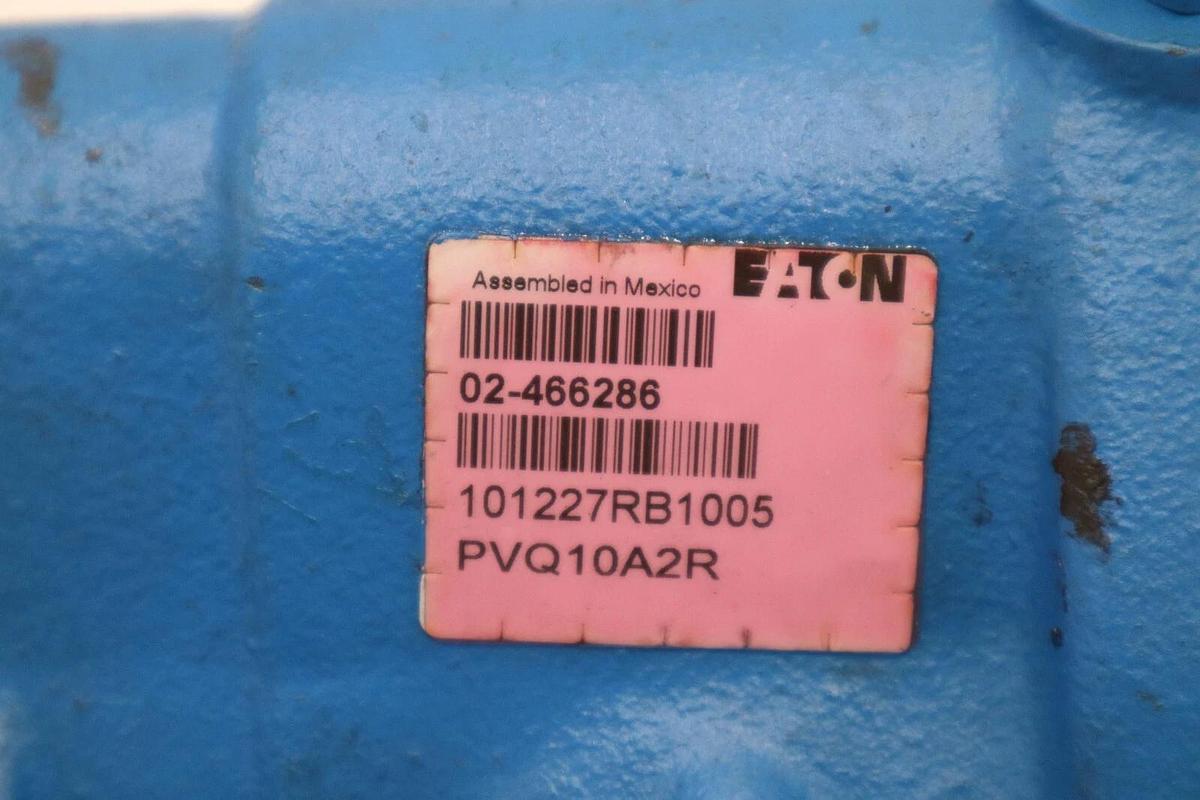 Assembled in Mexico EATON
02-466286
101227RB1005
PVQ10A2R